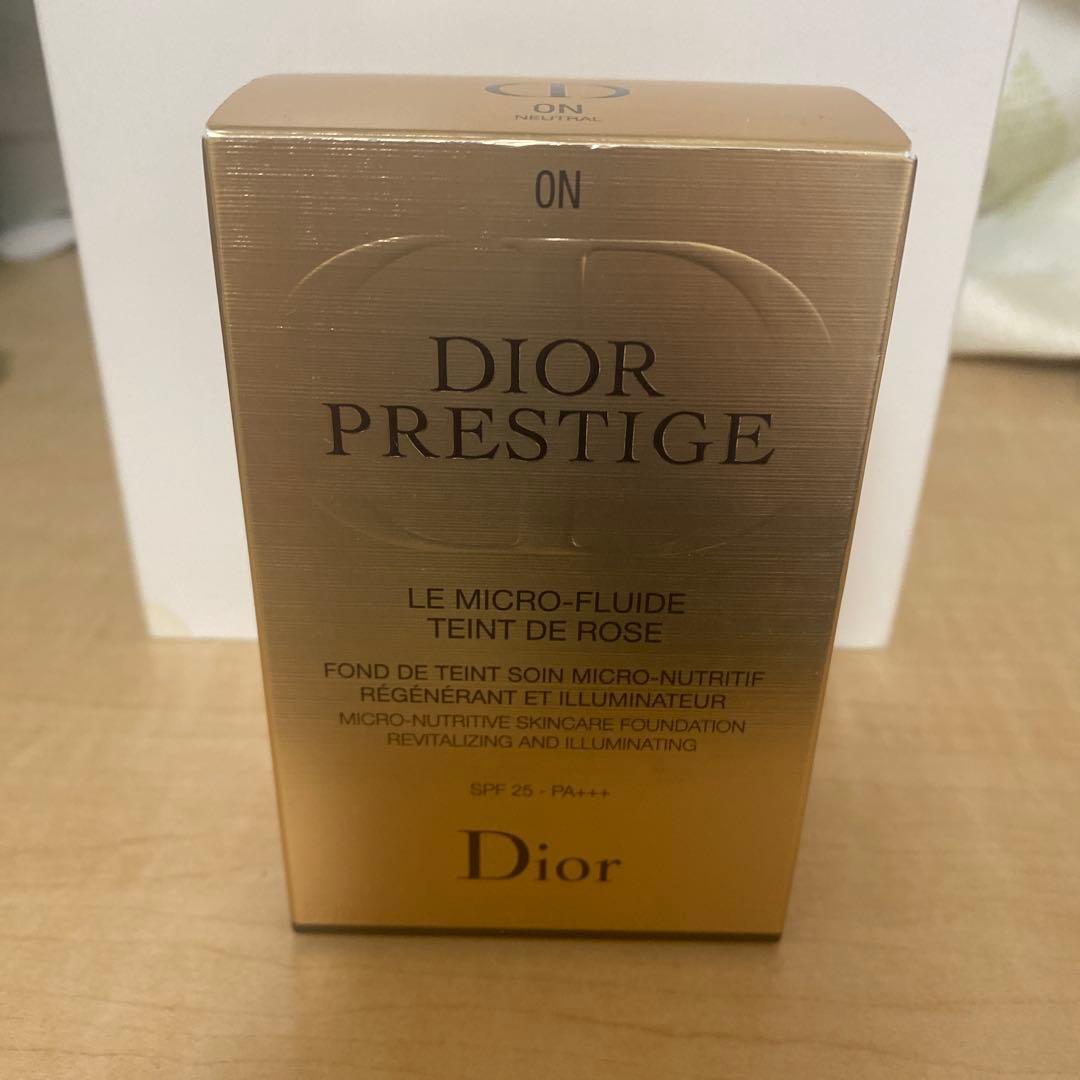 0N
NEUTRAL
0N
DIOR
PRESTIGE
LE MICRO-FLUIDE
TEINT DE ROSE
FOND DE TEINT SOIN MICRO-NUTRITIF
RÉGÉNÉRANT ET ILLUMINATEUR
MICRO-NUTRITIVE SKINCARE FOUNDATION
REVITALIZING AND ILLUMINATING
SPF 25 - PA+++
Dior